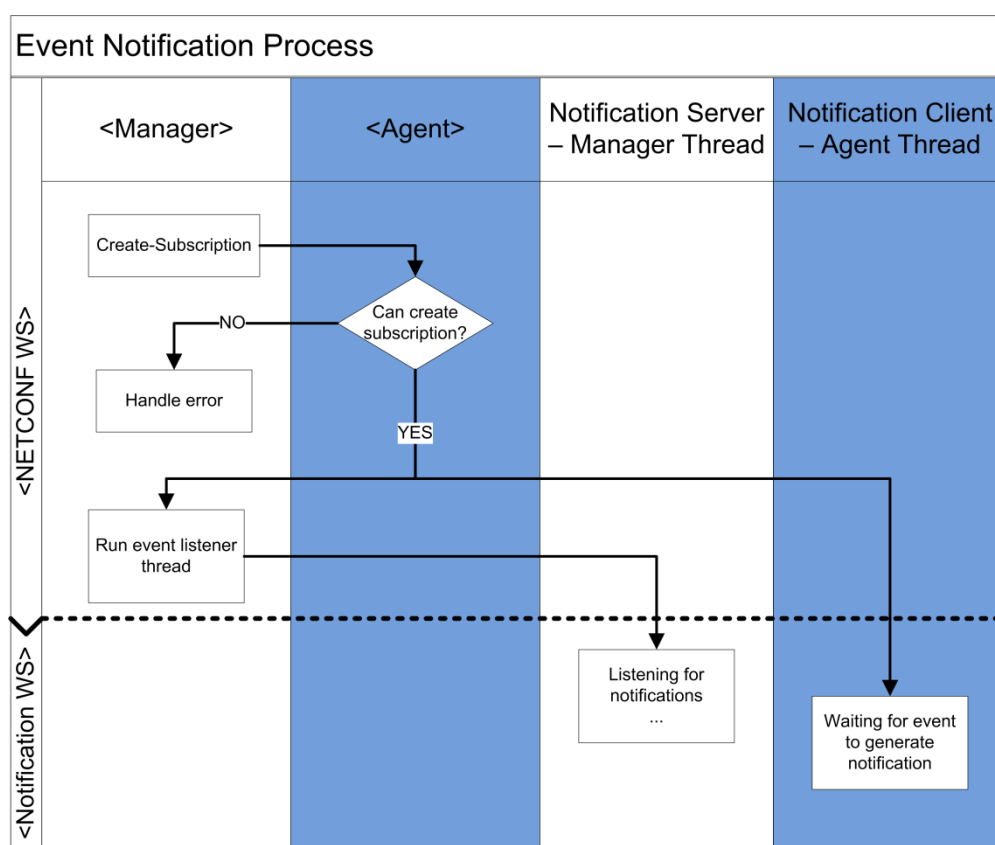 Event Notification Process
<Manager>
<Agent>
Notification Server
– Manager Thread
Notification Client
– Agent Thread
<NETCONF WS>
Create-Subscription
Can create
subscription?
NO
Handle error
YES
Run event listener
thread
<Notification WS>
Listening for
notifications
...
Waiting for event
to generate
notification